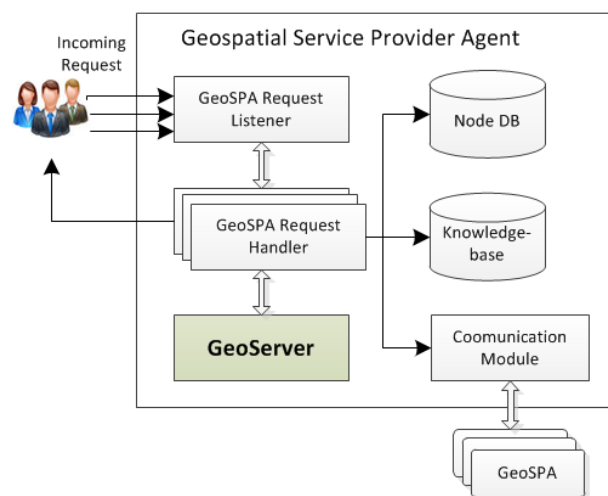 Geospatial Service Provider Agent
Incoming
Request
GeoSPA Request
Listener
Node DB
GeoSPA Request
Handler
Knowledge-
base
GeoServer
Coomunication
Module
GeoSPA